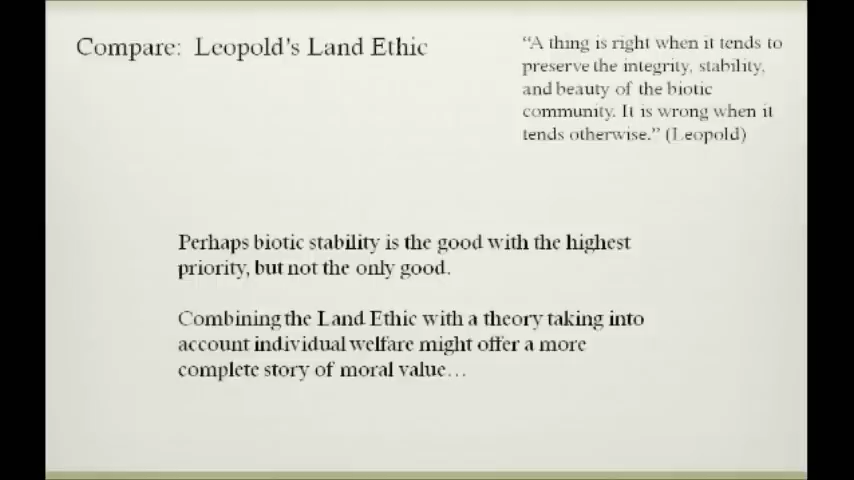 Compare: Leopold's Land Ethic
"A thing is right when it tends to
preserve the integrity, stability,
and beauty of the biotic
community. It is wrong when it
tends otherwise." (Leopold)
Perhaps biotic stability is the good with the highest
priority, but not the only good.
Combining the Land Ethic with a theory taking into
account individual welfare might offer a more
complete story of moral value…